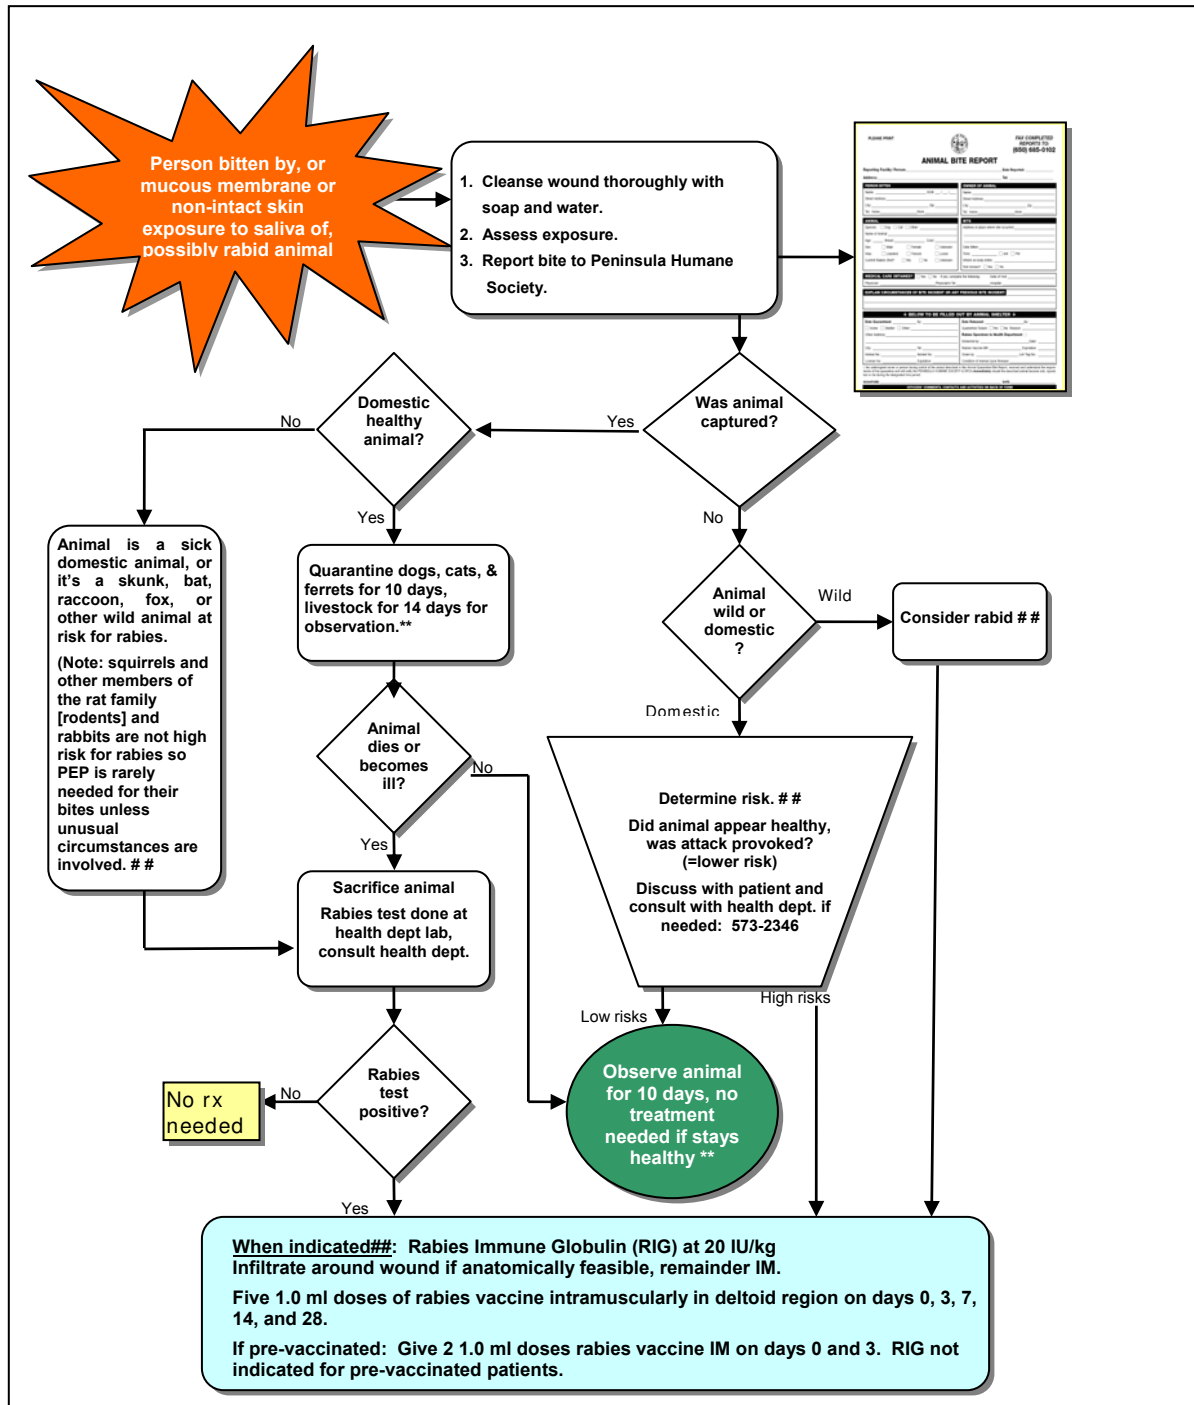 Person bitten by, or
mucous membrane or
non-intact skin
exposure to saliva of,
possibly rabid animal
1. Cleanse wound thoroughly with
soap and water.
2. Assess exposure.
3. Report bite to Peninsula Humane
Society.
PLEASE PRINT
FAX COMPLETED
REPORTS TO
(650) 685-0102
ANIMAL BITE REPORT
Domestic
healthy
animal?
No
Yes
Was animal
captured?
Yes
No
Animal is a sick
domestic animal, or
it's a skunk, bat,
raccoon, fox, or
other wild animal at
risk for rabies.
(Note: squirrels and
other members of
the rat family
[rodents] and
rabbits are not high
risk for rabies so
PEP is rarely
needed for their
bites unless
unusual
circumstances are
involved. # #
Quarantine dogs, cats, &
ferrets for 10 days,
livestock for 14 days for
observation.**
Animal
wild or
domestic
?
Wild
Consider rabid # #
Domestic
Animal
dies or
becomes
ill?
No
Yes
Determine risk. # #
Did animal appear healthy,
was attack provoked?
(=lower risk)
Discuss with patient and
consult with health dept. if
needed: 573-2346
Sacrifice animal
Rabies test done at
health dept lab,
consult health dept.
Low risks
High risks
Rabies
test
positive?
No
No rx
needed
Yes
Observe animal
for 10 days, no
treatment
needed if stays
healthy **
When indicated##: Rabies Immune Globulin (RIG) at 20 IU/kg
Infiltrate around wound if anatomically feasible, remainder IM.
Five 1.0 ml doses of rabies vaccine intramuscularly in deltoid region on days 0, 3, 7,
14, and 28.
If pre-vaccinated: Give 2 1.0 ml doses rabies vaccine IM on days 0 and 3. RIG not
indicated for pre-vaccinated patients.